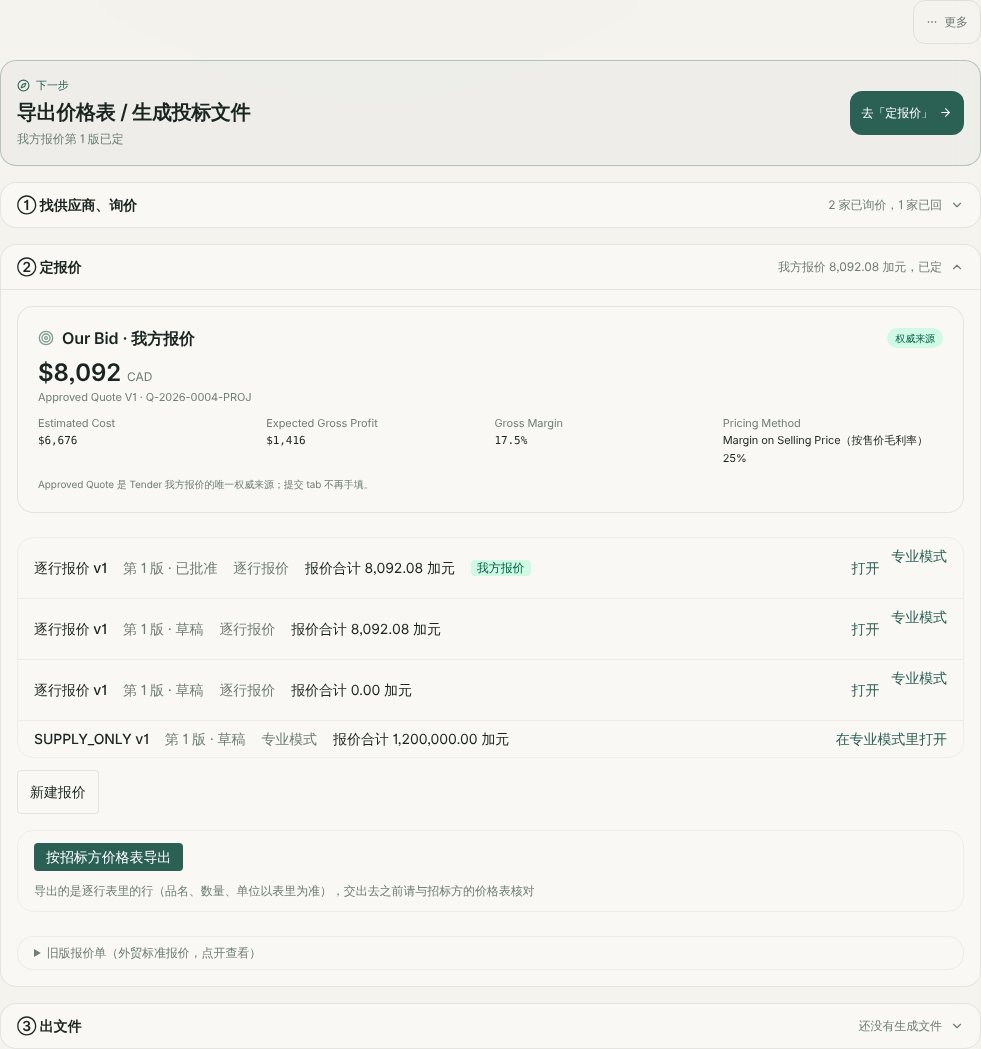 ··· 更多
下一步
导出价格表 / 生成投标文件
我方报价第 1 版已定
去「定报价」 →
① 找供应商、询价
2 家已询价，1 家已回
② 定报价
我方报价 8,092.08 加元，已定
Our Bid · 我方报价
权威来源
$8,092 CAD
Approved Quote V1 · Q-2026-0004-PROJ
Estimated Cost
$6,676
Expected Gross Profit
$1,416
Gross Margin
17.5%
Pricing Method
Margin on Selling Price（按售价毛利率）
25%
Approved Quote 是 Tender 我方报价的唯一权威来源；提交 tab 不再手填。
逐行报价 v1 第 1 版 · 已批准 逐行报价 报价合计 8,092.08 加元 我方报价 打开 专业模式
逐行报价 v1 第 1 版 · 草稿 逐行报价 报价合计 8,092.08 加元 打开 专业模式
逐行报价 v1 第 1 版 · 草稿 逐行报价 报价合计 0.00 加元 打开 专业模式
SUPPLY_ONLY v1 第 1 版 · 草稿 专业模式 报价合计 1,200,000.00 加元 在专业模式里打开
新建报价
按招标方价格表导出
导出的是逐行表里的行（品名、数量、单位以表里为准），交出去之前请与招标方的价格表核对
▶ 旧版报价单（外贸标准报价，点开查看）
③ 出文件
还没有生成文件